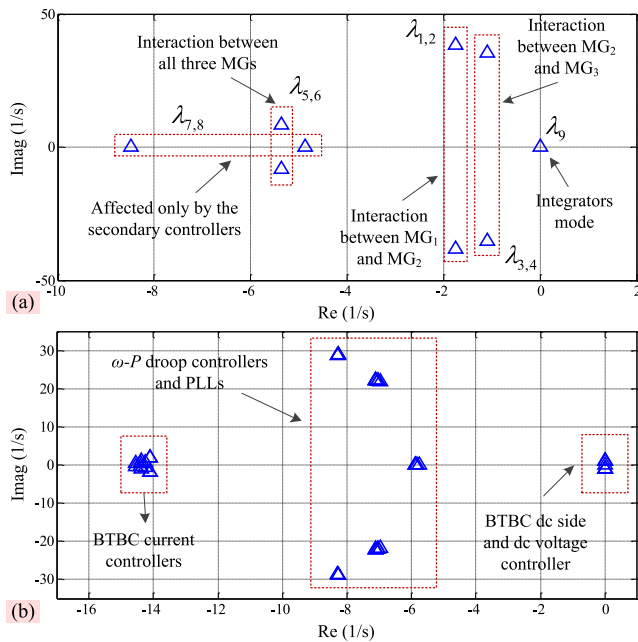 50
Interaction between
all three MGs
λ1,2
Interaction
between MG2
and MG3
λ5,6
λ7,8
λ9
0
Affected only by the
secondary controllers
Interaction
between MG1
and MG2
Integrators
mode
λ3,4
Imag (1/s)
-50
-10 -8 -6 -4 -2 0 2
(a)
Re (1/s)
30
20
10
0
-10
-20
-30
Imag (1/s)
ω-P droop controllers
and PLLs
BTBC current
controllers
BTBC dc side
and dc voltage
controller
-16 -14 -12 -10 -8 -6 -4 -2 0
(b)
Re (1/s)